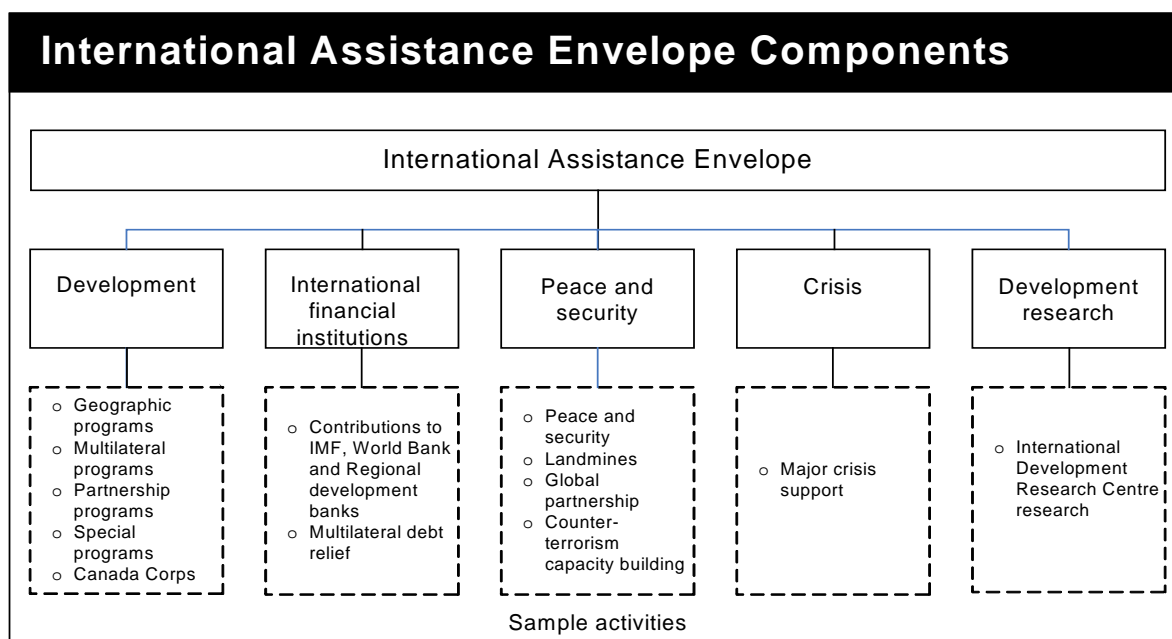 International Assistance Envelope Components
International Assistance Envelope
Development
International
financial
institutions
Peace and
security
Crisis
Development
research
○ Geographic
programs
○ Multilateral
programs
○ Partnership
programs
○ Special
programs
○ Canada Corps
○ Contributions to
IMF, World Bank
and Regional
development
banks
○ Multilateral debt
relief
○ Peace and
security
○ Landmines
○ Global
partnership
○ Counter-
terrorism
capacity building
○ Major crisis
support
○ International
Development
Research Centre
research
Sample activities